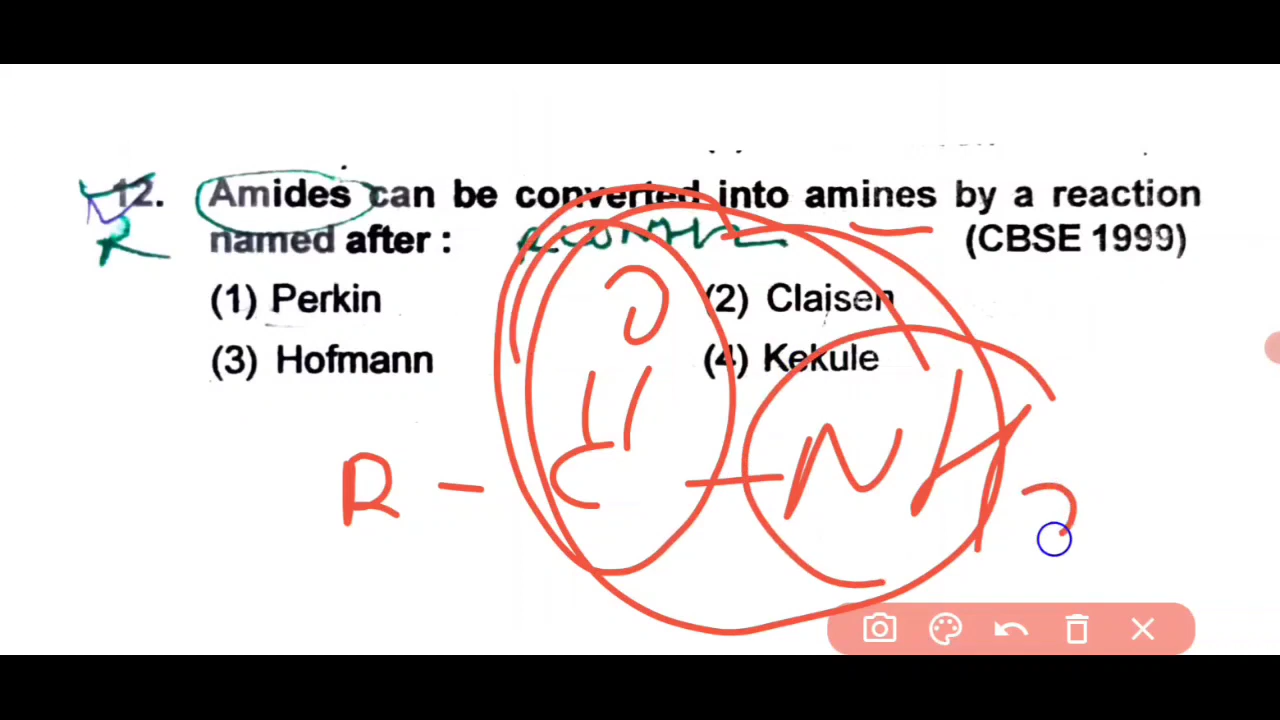 12. Amides can be converted into amines by a reaction
R named after : (CBSE 1999)
(1) Perkin (2) Claisen
(3) Hofmann (4) Kekule
O
||
R - C - NH2